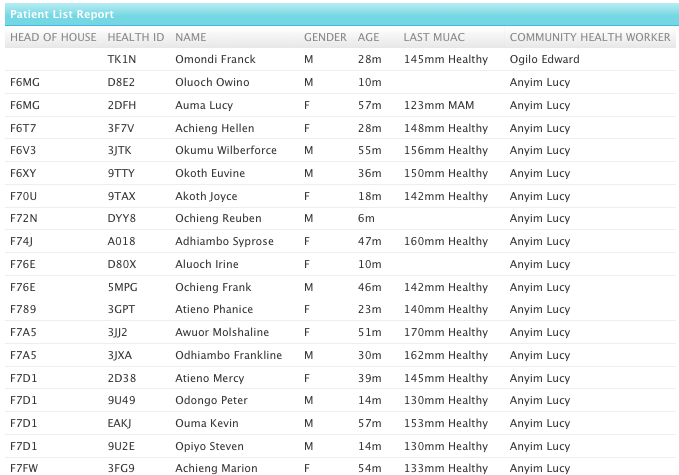 Patient List Report
HEAD OF HOUSE HEALTH ID NAME GENDER AGE LAST MUAC COMMUNITY HEALTH WORKER
TK1N Omondi Franck M 28m 145mm Healthy Ogilo Edward
F6MG D8E2 Oluoch Owino M 10m Anyim Lucy
F6MG 2DFH Auma Lucy F 57m 123mm MAM Anyim Lucy
F6T7 3F7V Achieng Hellen F 28m 148mm Healthy Anyim Lucy
F6V3 3JTK Okumu Wilberforce M 55m 156mm Healthy Anyim Lucy
F6XY 9TTY Okoth Euvine M 36m 150mm Healthy Anyim Lucy
F70U 9TAX Akoth Joyce F 18m 142mm Healthy Anyim Lucy
F72N DYY8 Ochieng Reuben M 6m Anyim Lucy
F74J A018 Adhiambo Syprose F 47m 160mm Healthy Anyim Lucy
F76E D80X Aluoch Irine F 10m Anyim Lucy
F76E 5MPG Ochieng Frank M 46m 142mm Healthy Anyim Lucy
F789 3GPT Atieno Phanice F 23m 140mm Healthy Anyim Lucy
F7A5 3JJ2 Awuor Molshaline F 51m 170mm Healthy Anyim Lucy
F7A5 3JXA Odhiambo Frankline M 30m 162mm Healthy Anyim Lucy
F7D1 2D38 Atieno Mercy F 39m 145mm Healthy Anyim Lucy
F7D1 9U49 Odongo Peter M 14m 130mm Healthy Anyim Lucy
F7D1 EAKJ Ouma Kevin M 57m 153mm Healthy Anyim Lucy
F7D1 9U2E Opiyo Steven M 14m 130mm Healthy Anyim Lucy
F7FW 3FG9 Achieng Marion F 54m 133mm Healthy Anyim Lucy